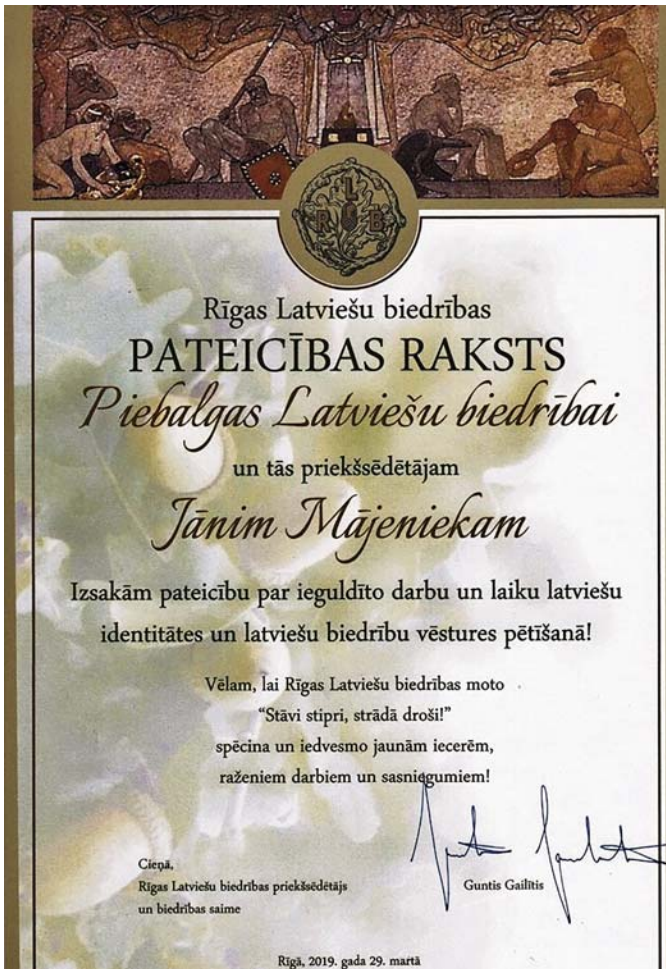 L
R B
Rīgas Latviešu biedrības
PATEICĪBAS RAKSTS
Piebalgas Latviešu biedrībai
un tās priekšsēdētājam
Jānim Mājeniekam
Izsakām pateicību par ieguldīto darbu un laiku latviešu
identitātes un latviešu biedrību vēstures pētīšanā!
Vēlam, lai Rīgas Latviešu biedrības moto
“Stāvi stipri, strādā droši!”
spēcina un iedvesmo jaunām iecerēm,
raženiem darbiem un sasniegumiem!
Cieņā,
Rīgas Latviešu biedrības priekšsēdētājs
un biedrības saime
Guntis Gailītis
Rīgā, 2019. gada 29. martā